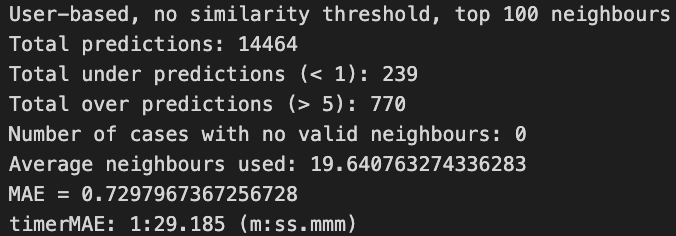 User-based, no similarity threshold, top 100 neighbours
Total predictions: 14464
Total under predictions (< 1): 239
Total over predictions (> 5): 770
Number of cases with no valid neighbours: 0
Average neighbours used: 19.640763274336283
MAE = 0.7297967367256728
timerMAE: 1:29.185 (m:ss.mmm)